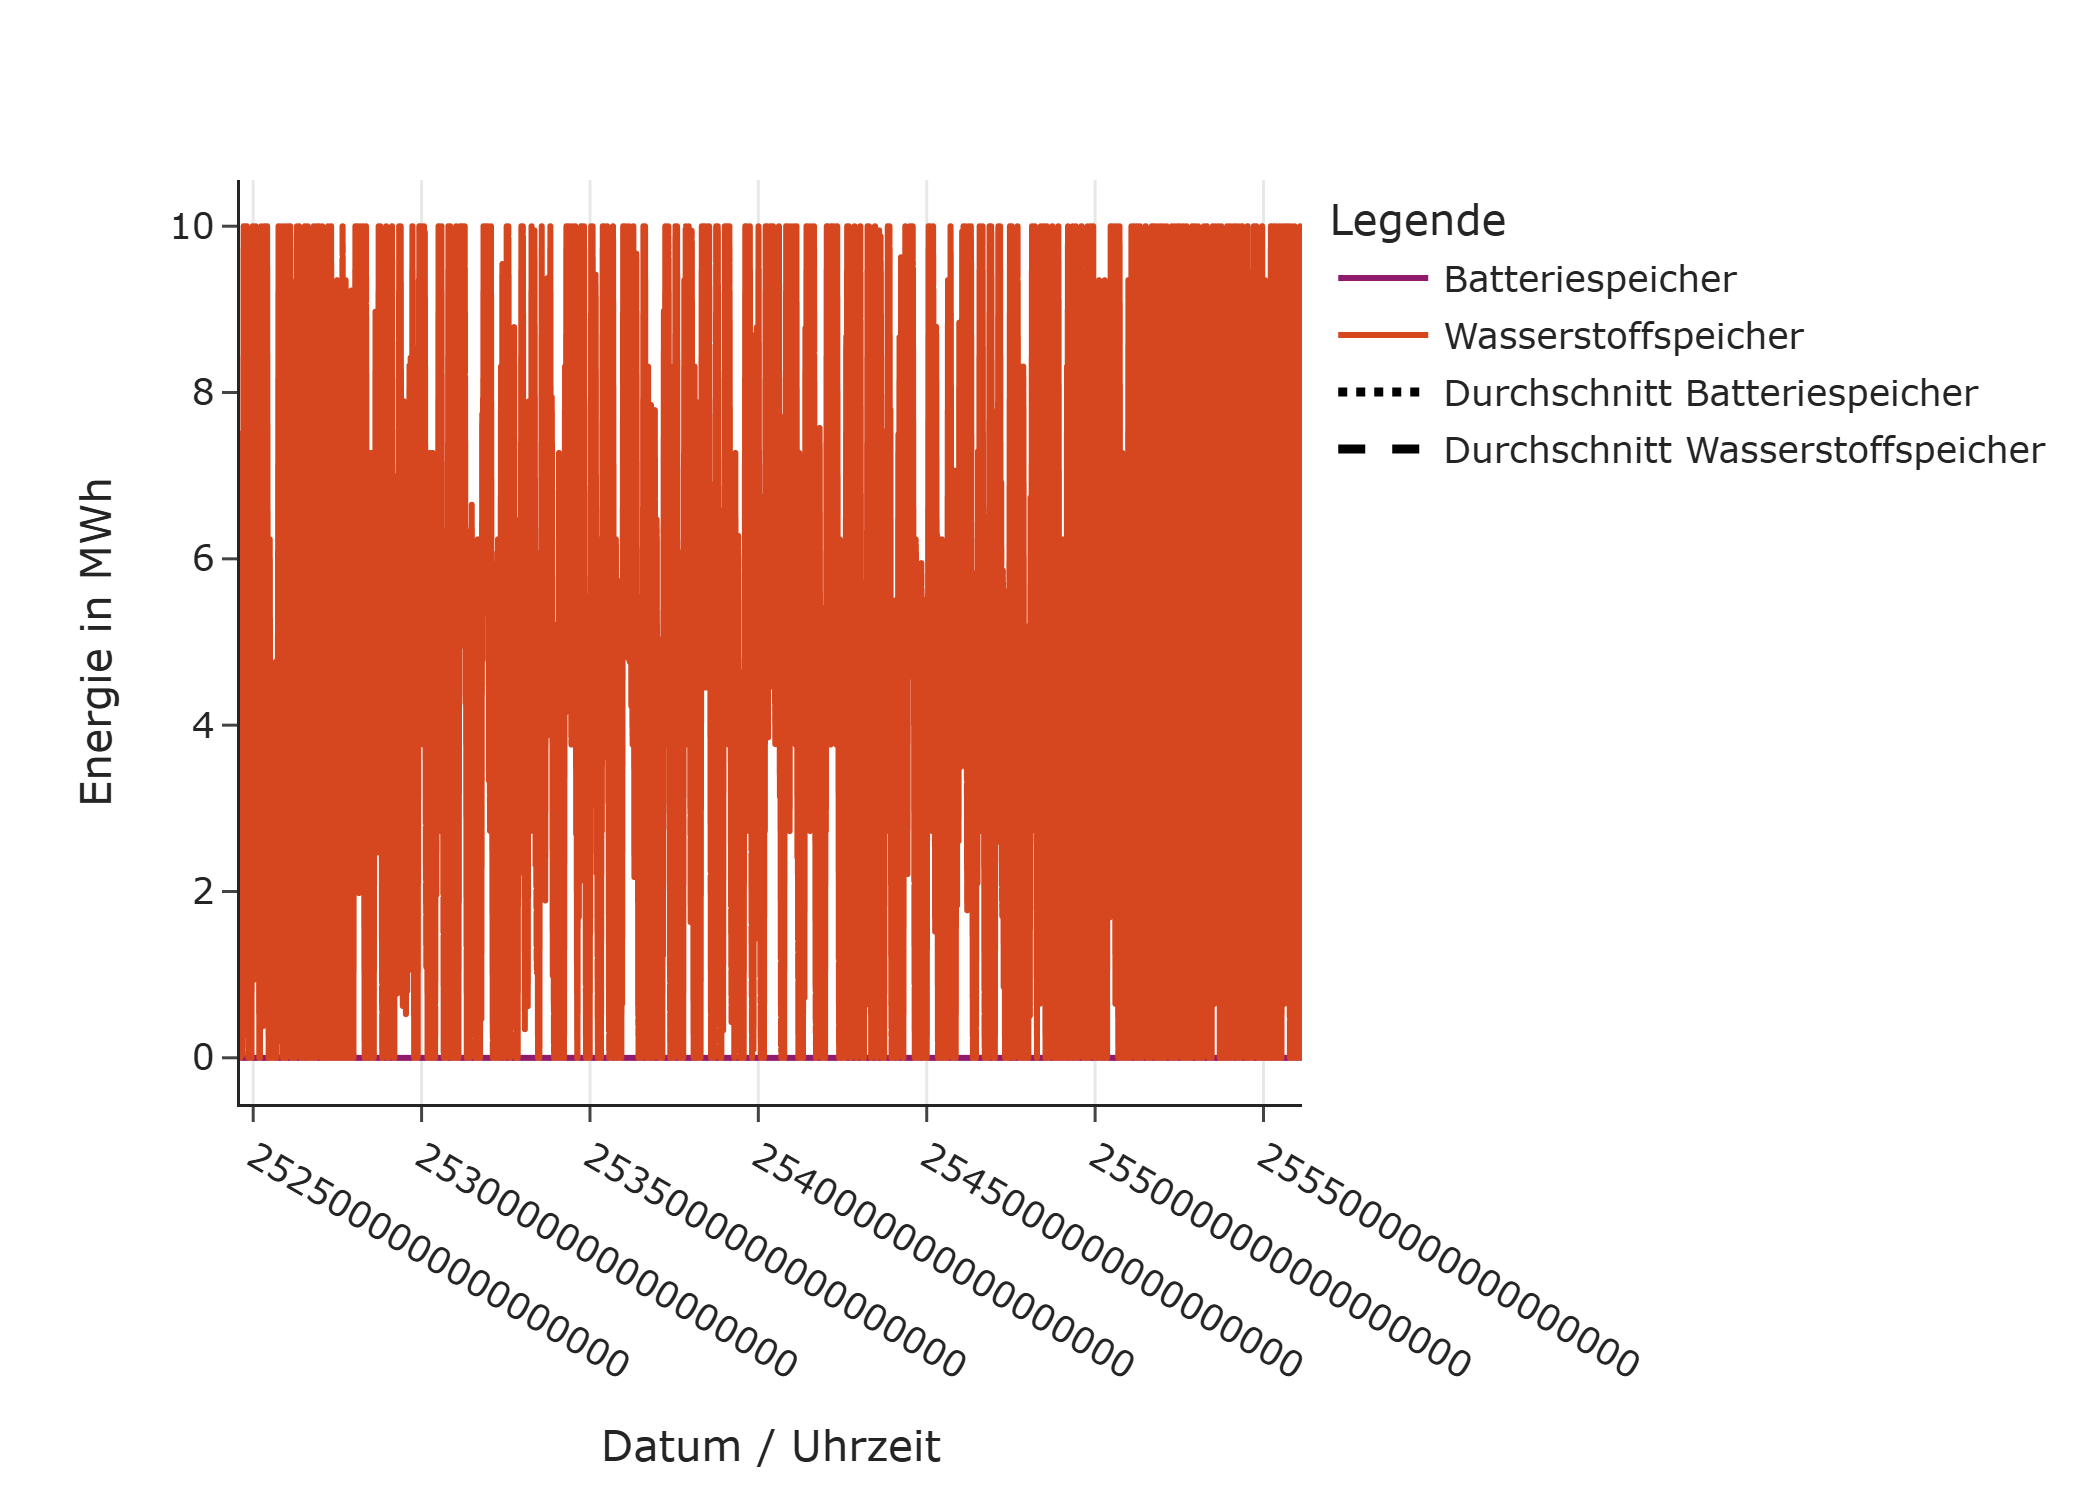 Legende
Batteriespeicher
Wasserstoffspeicher
Durchschnitt Batteriespeicher
Durchschnitt Wasserstoffspeicher
Energie in MWh
10
8
6
4
2
0
2525000000000000000
2530000000000000000
2535000000000000000
2540000000000000000
2545000000000000000
2550000000000000000
2555000000000000000
Datum / Uhrzeit